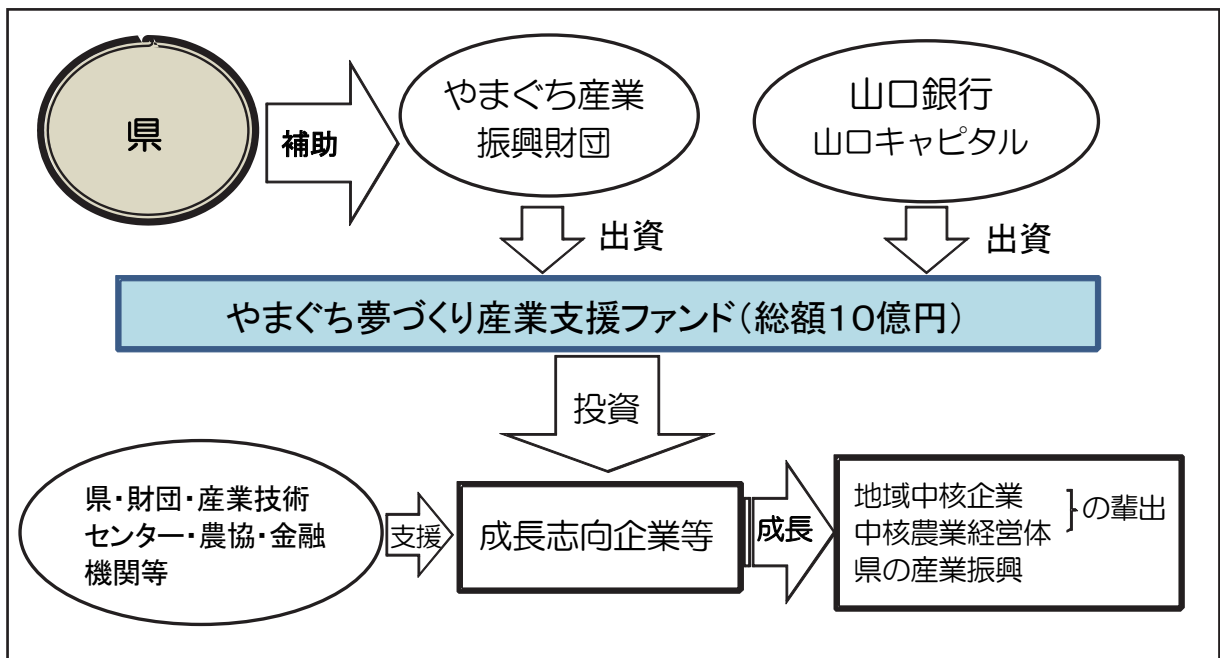 県
補助
やまぐち産業
振興財団
山口銀行
山口キャピタル
出資
出資
やまぐち夢づくり産業支援ファンド(総額10億円)
投資
県・財団・産業技術
センター・農協・金融
機関等
支援
成長志向企業等
成長
地域中核企業
中核農業経営体
県の産業振興
}の輩出